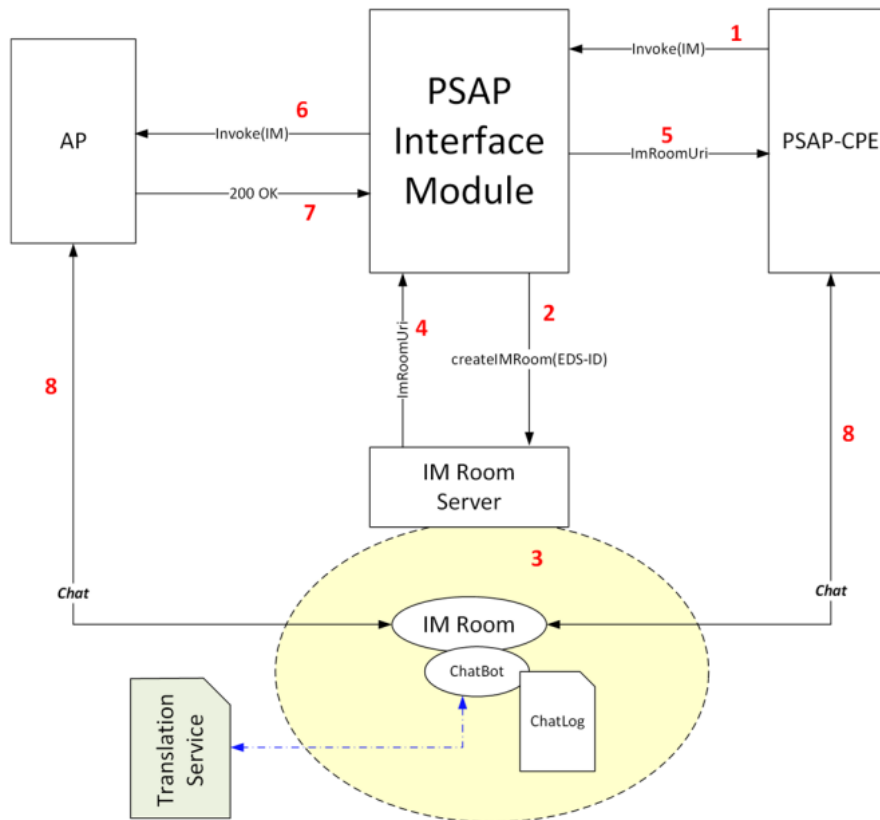 1
Invoke(IM)
PSAP
Interface
Module
6
Invoke(IM)
AP
5
ImRoomUri
PSAP-CPE
200 OK
7
2
4
ImRoomUri
createIMRoom(EDS-ID)
8
8
IM Room
Server
3
Chat
Chat
IM Room
ChatBot
ChatLog
Translation
Service